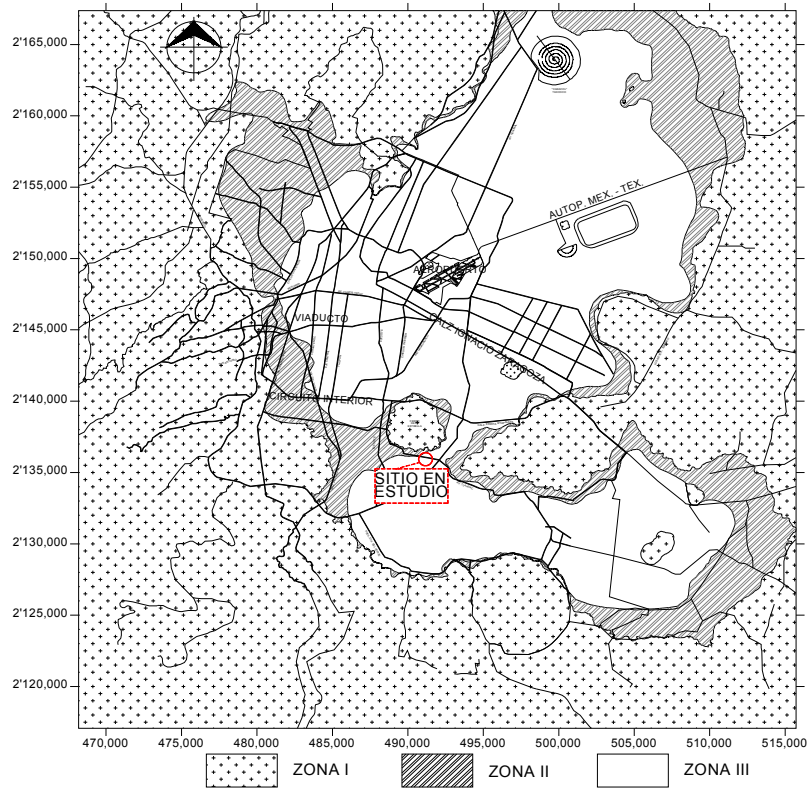 2'165,000
2'160,000
2'155,000
2'150,000
2'145,000
2'140,000
2'135,000
2'130,000
2'125,000
2'120,000
AUTOP. MEX. - TEX.
AEROPUERTO
VIADUCTO
CALZ IGNACIO ZARAGOZA
CIRCUITO INTERIOR
SITIO EN
ESTUDIO
470,000
475,000
480,000
485,000
490,000
495,000
500,000
505,000
510,000
515,000
ZONA I
ZONA II
ZONA III